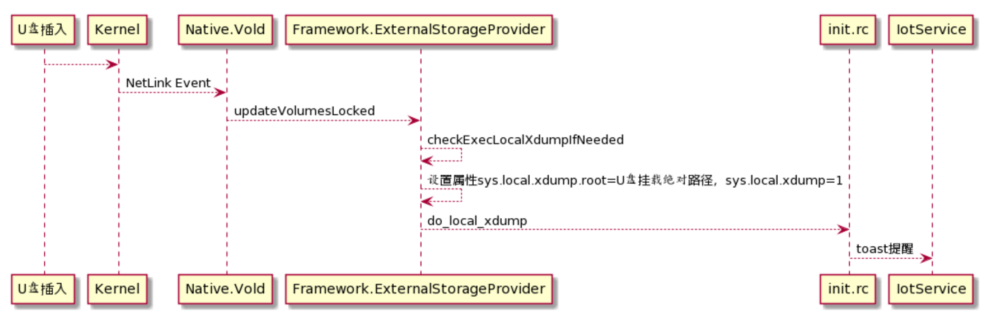 U盘插入 Kernel Native.Vold Framework.ExternalStorageProvider init.rc IotService
NetLink Event
updateVolumesLocked
checkExecLocalXdumpIfNeeded
设置属性sys.local.xdump.root=U盘挂载绝对路径，sys.local.xdump=1
do_local_xdump
toast提醒
U盘插入 Kernel Native.Vold Framework.ExternalStorageProvider init.rc IotService